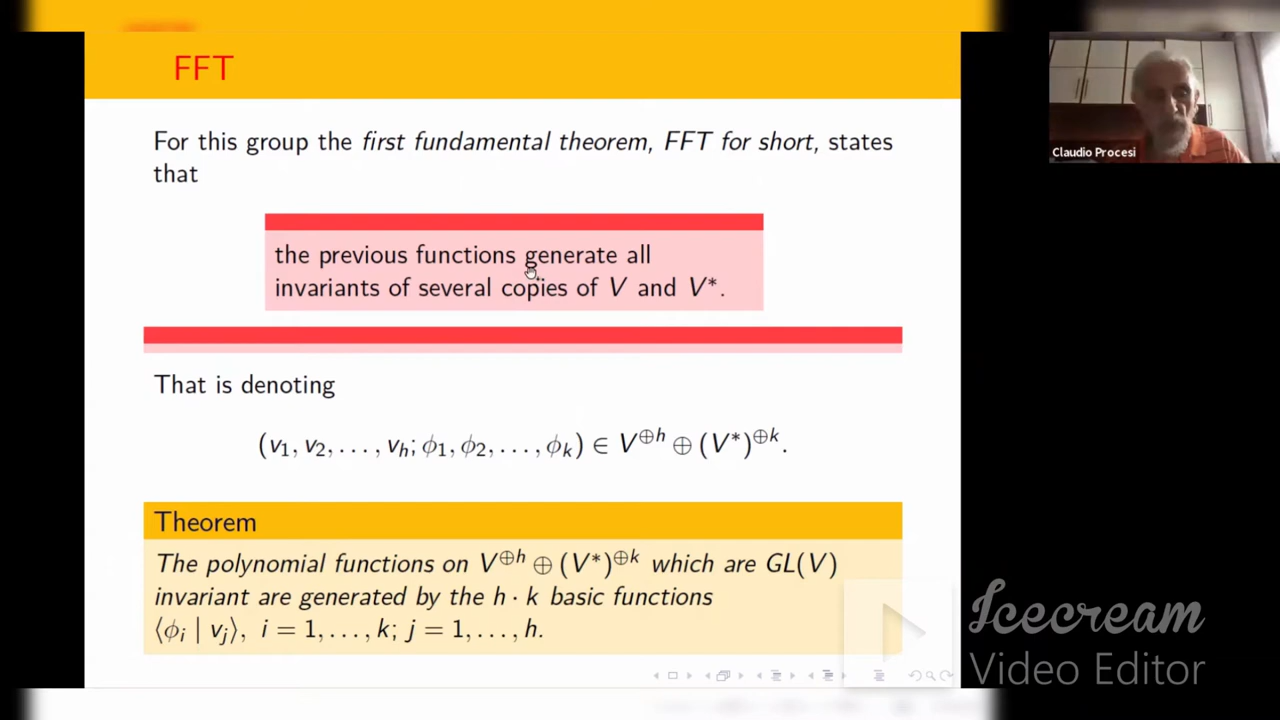 FFT
For this group the first fundamental theorem, FFT for short, states
that
the previous functions generate all
invariants of several copies of V and V*.
That is denoting
(v₁, v₂, . . . , vₕ; ϕ₁, ϕ₂, . . . , ϕₖ) ∈ V^{⊕h} ⊕ (V*)^{⊕k}.
Theorem
The polynomial functions on V^{⊕h} ⊕ (V*)^{⊕k} which are GL(V)
invariant are generated by the h · k basic functions
⟨ϕᵢ | vⱼ⟩, i = 1, . . . , k; j = 1, . . . , h.
Claudio Procesi
Icecream
Video Editor